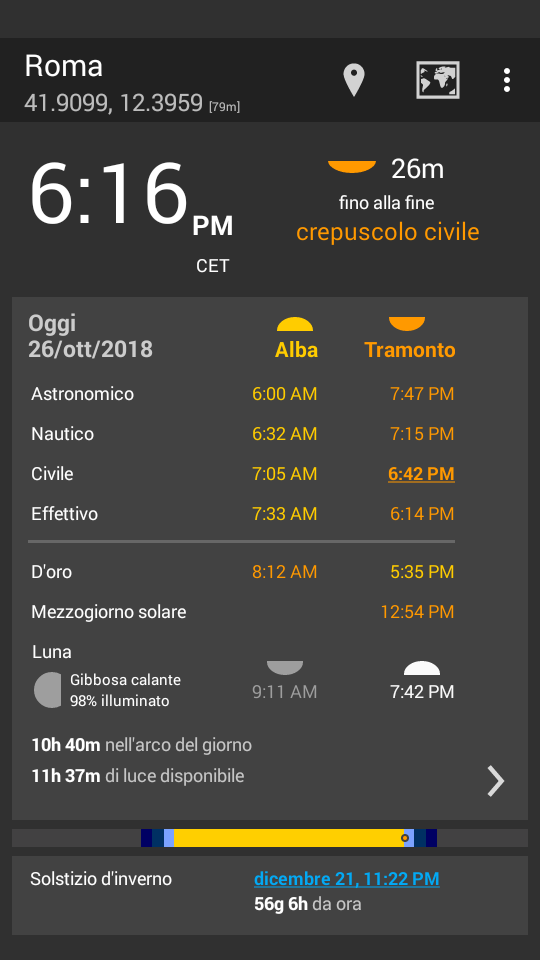 Roma
41.9099, 12.3959 [79m]
6:16 PM
CET
26m
fino alla fine
crepuscolo civile
Oggi
26/ott/2018
Alba Tramonto
Astronomico 6:00 AM 7:47 PM
Nautico 6:32 AM 7:15 PM
Civile 7:05 AM 6:42 PM
Effettivo 7:33 AM 6:14 PM
D'oro 8:12 AM 5:35 PM
Mezzogiorno solare 12:54 PM
Luna
Gibbosa calante
98% illuminato
9:11 AM 7:42 PM
10h 40m nell'arco del giorno
11h 37m di luce disponibile
Solstizio d'inverno dicembre 21, 11:22 PM
56g 6h da ora